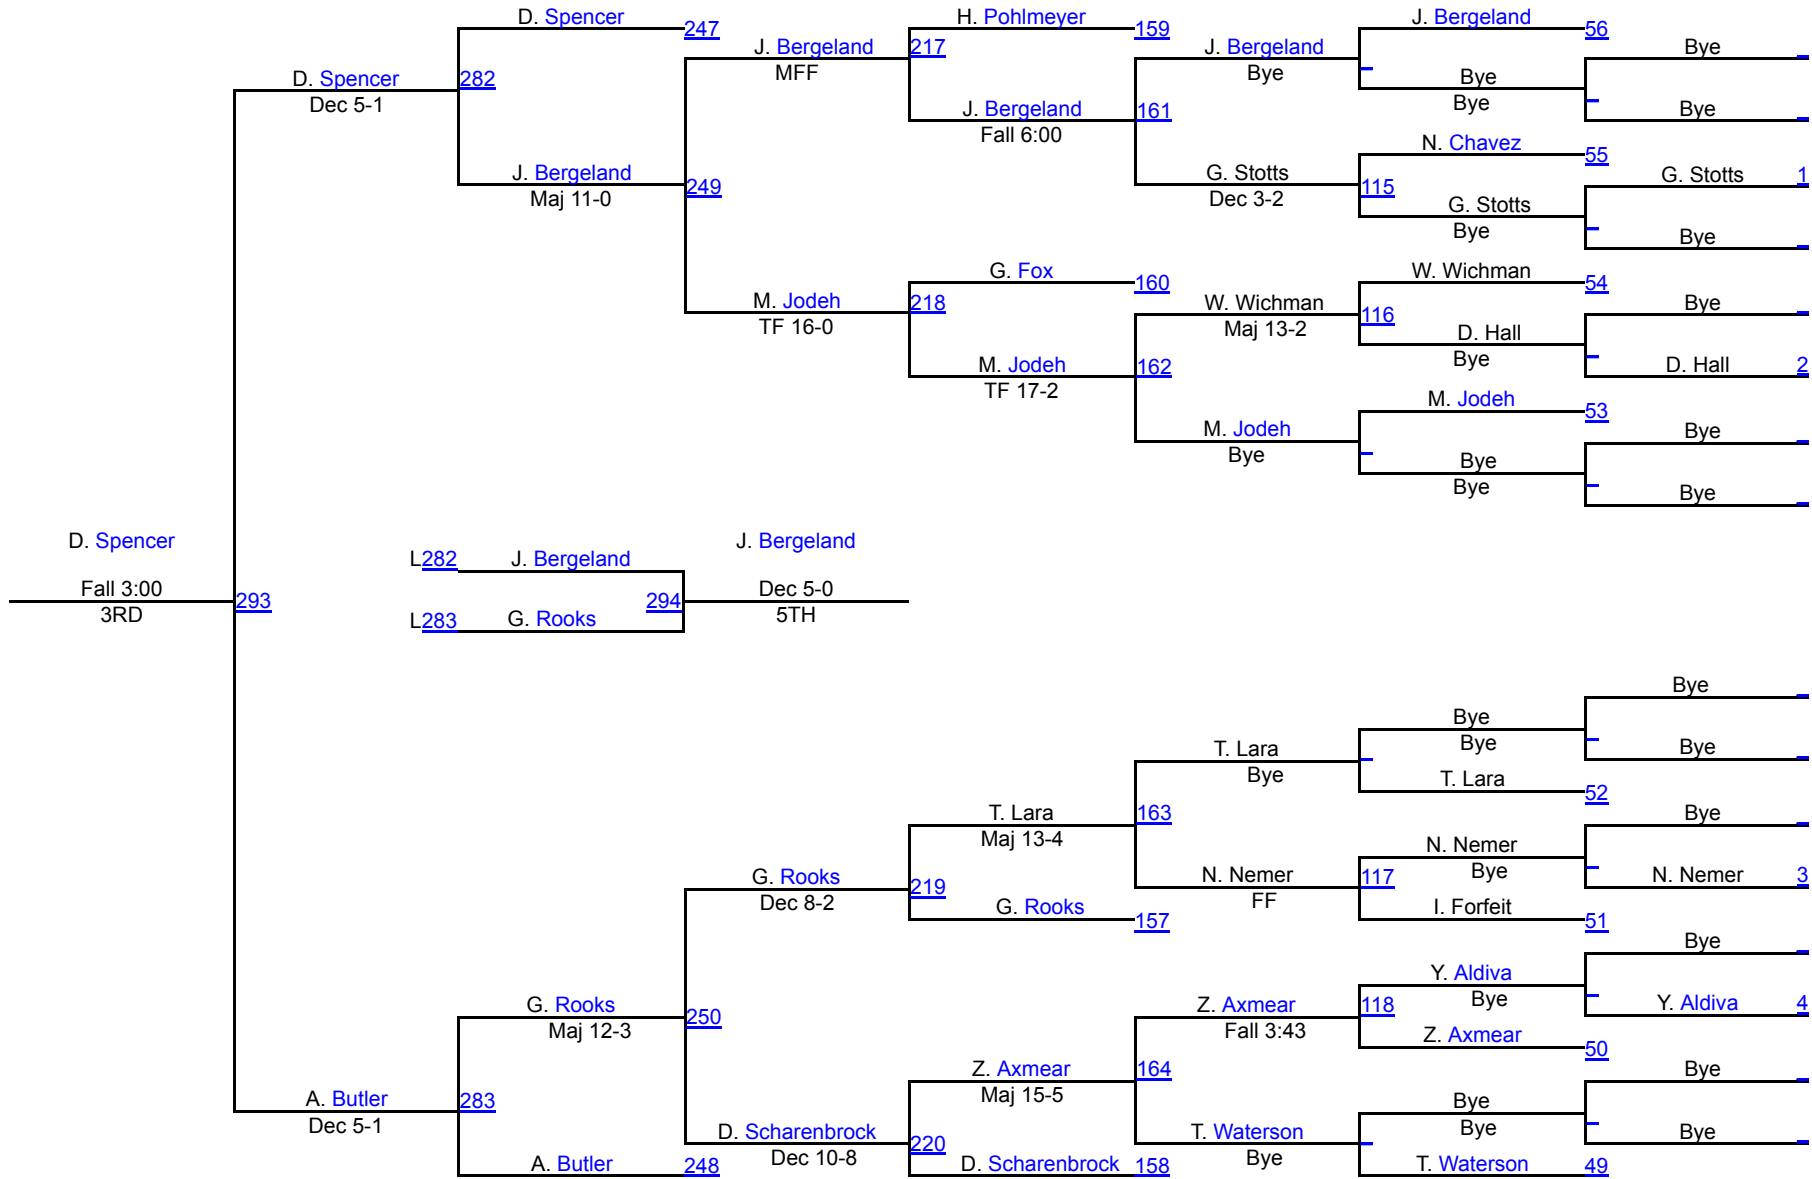 D. Spencer
247
H. Pohlmeyer
159
J. Bergeland
56
J. Bergeland
MFF
217
J. Bergeland
Bye
Bye
D. Spencer
Dec 5-1
282
Bye
Bye
J. Bergeland
Fall 6:00
161
Bye
N. Chavez
55
J. Bergeland
Maj 11-0
249
G. Stotts
Dec 3-2
115
G. Stotts
1
G. Stotts
Bye
Bye
G. Fox
160
W. Wichman
54
M. Jodeh
TF 16-0
218
W. Wichman
Maj 13-2
116
Bye
D. Hall
Bye
M. Jodeh
TF 17-2
162
D. Hall
2
M. Jodeh
53
M. Jodeh
Bye
Bye
Bye
Bye
Bye
D. Spencer
Fall 3:00
3RD
293
L282
J. Bergeland
J. Bergeland
294
Dec 5-0
5TH
L283
G. Rooks
Bye
Bye
Bye
T. Lara
Bye
Bye
T. Lara
52
T. Lara
Maj 13-4
163
Bye
N. Nemer
Bye
G. Rooks
Dec 8-2
219
N. Nemer
FF
117
N. Nemer
3
G. Rooks
157
I. Forfeit
51
Bye
Y. Aldiva
Bye
G. Rooks
Maj 12-3
250
Z. Axmear
Fall 3:43
118
Y. Aldiva
4
Z. Axmear
50
Z. Axmear
Maj 15-5
164
Bye
A. Butler
Dec 5-1
283
Bye
Bye
D. Scharenbrock
Dec 10-8
220
T. Waterson
Bye
Bye
A. Butler
248
D. Scharenbrock
158
T. Waterson
49